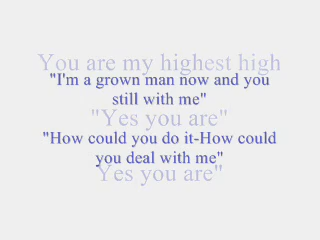 You are my highest high
"I'm a grown man now and you
still with me"
"Yes you are"
"How could you do it-How could
you deal with me"
Yes you are"